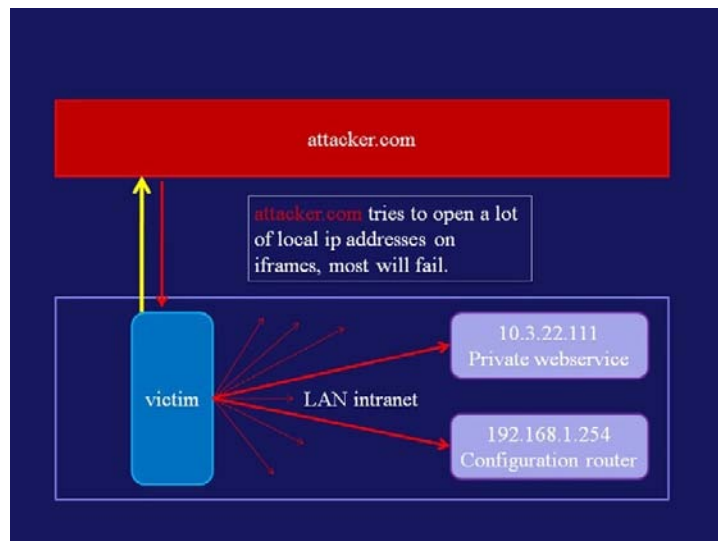 attacker.com
attacker.com tries to open a lot
of local ip addresses on
iframes, most will fail.
10.3.22.111
Private webservice
victim
LAN intranet
192.168.1.254
Configuration router